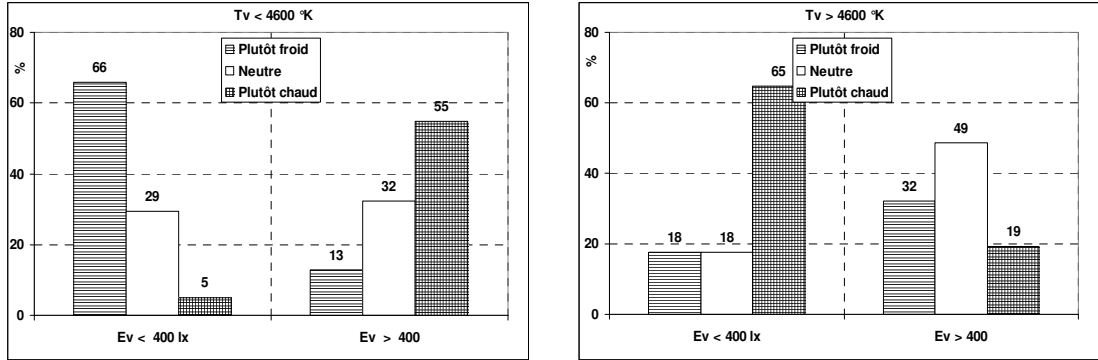 Tv < 4600 °K
80
60
40
20
0
%
Plutôt froid
Neutre
Plutôt chaud
66
29
5
13
32
55
Ev < 400 lx
Ev > 400
Tv > 4600 °K
80
60
40
20
0
%
Plutôt froid
Neutre
Plutôt chaud
18
18
65
32
49
19
Ev < 400 lx
Ev > 400